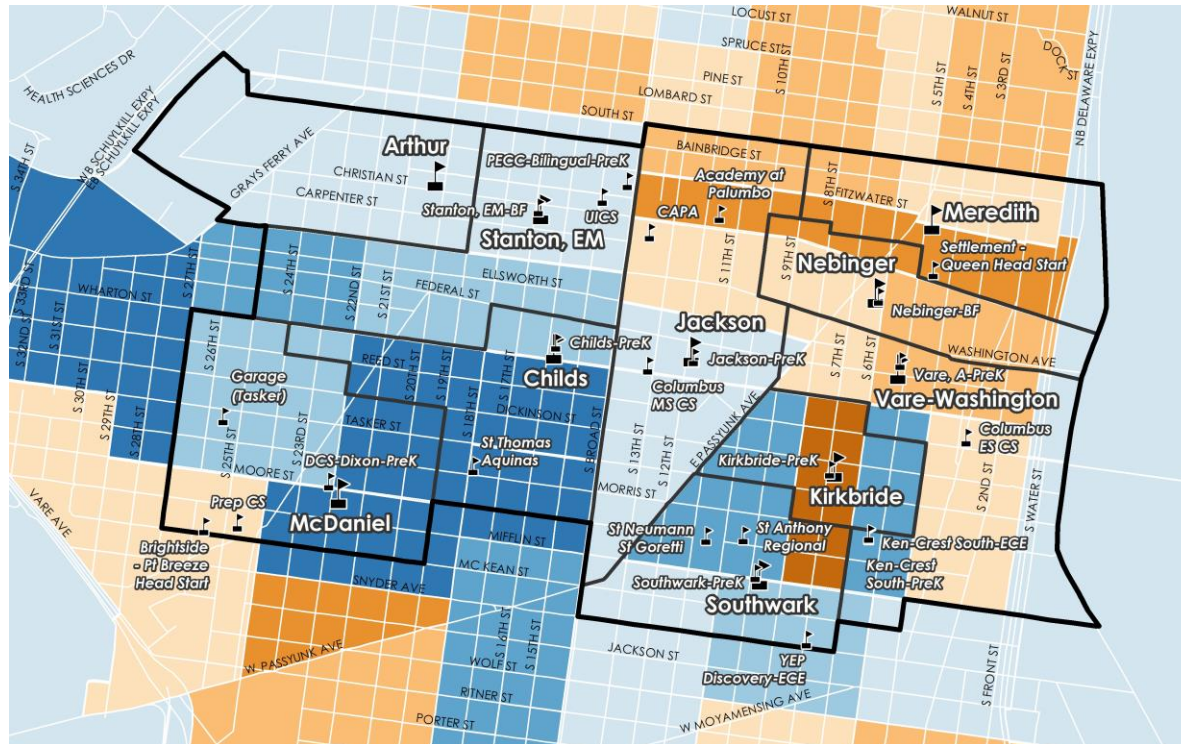 LOCUST ST
WALNUT ST
DOCK ST
HEALTH SCIENCES DR
SPRUCE ST
10TH ST
S 5TH ST
S 4TH ST
S 3RD ST
NB DELAWARE EXPY
PINE ST
LOMBARD ST
WB SCHUYLKILL EXPY
EB SCHUYLKILL EXPY
SOUTH ST
GRAYS FERRY AVE
S 34TH ST
Arthur
PECC-Bilingual-PreK
BAINBRIDGE ST
S 8TH ST
FITZWATER ST
CHRISTIAN ST
CARPENTER ST
Academy at
Palumbo
Stanton, EM-BF
UICS
CAPA
Meredith
Stanton, EM
Settlement -
Queen Head Start
S 11TH ST
S 9TH ST
Nebinger
S 27TH ST
S 24TH ST
ELLSWORTH ST
S 33RD ST
S 22ND ST
S 21ST ST
FEDERAL ST
Nebinger-BF
WHARTON ST
S 32ND ST
S 31ST ST
Jackson
WASHINGTON AVE
Childs-PreK
Jackson-PreK
S 7TH ST
S 6TH ST
Vare, A-PreK
S 26TH ST
REED ST
S 20TH ST
S 19TH ST
S 17TH ST
Childs
Columbus
MS CS
Vare-Washington
S 30TH ST
Garage
(Tasker)
E PASSYUNK AVE
S 29TH ST
S 28TH ST
S 18TH ST
DICKINSON ST
TASKER ST
S BROAD ST
S 13TH ST
S 12TH ST
Columbus
ES CS
S 25TH ST
S 23RD ST
St Thomas
Aquinas
MOORE ST
DCS-Dixon-PreK
Kirkbride-PreK
MORRIS ST
Kirkbride
S 2ND ST
S WATER ST
VARE AVE
Prep CS
McDaniel
Brightside
- Pt Breeze
Head Start
MIFFLIN ST
St Neumann
St Goretti
St Anthony
Regional
Ken-Crest South-ECE
MC KEAN ST
Ken-Crest
South-PreK
SNYDER AVE
Southwark-PreK
Southwark
S 16TH ST
S 15TH ST
W. PASSYUNK AVE
WOLF ST
JACKSON ST
YEP
Discovery-ECE
S FRONT ST
RITNER ST
PORTER ST
W MOYAMENSING AVE